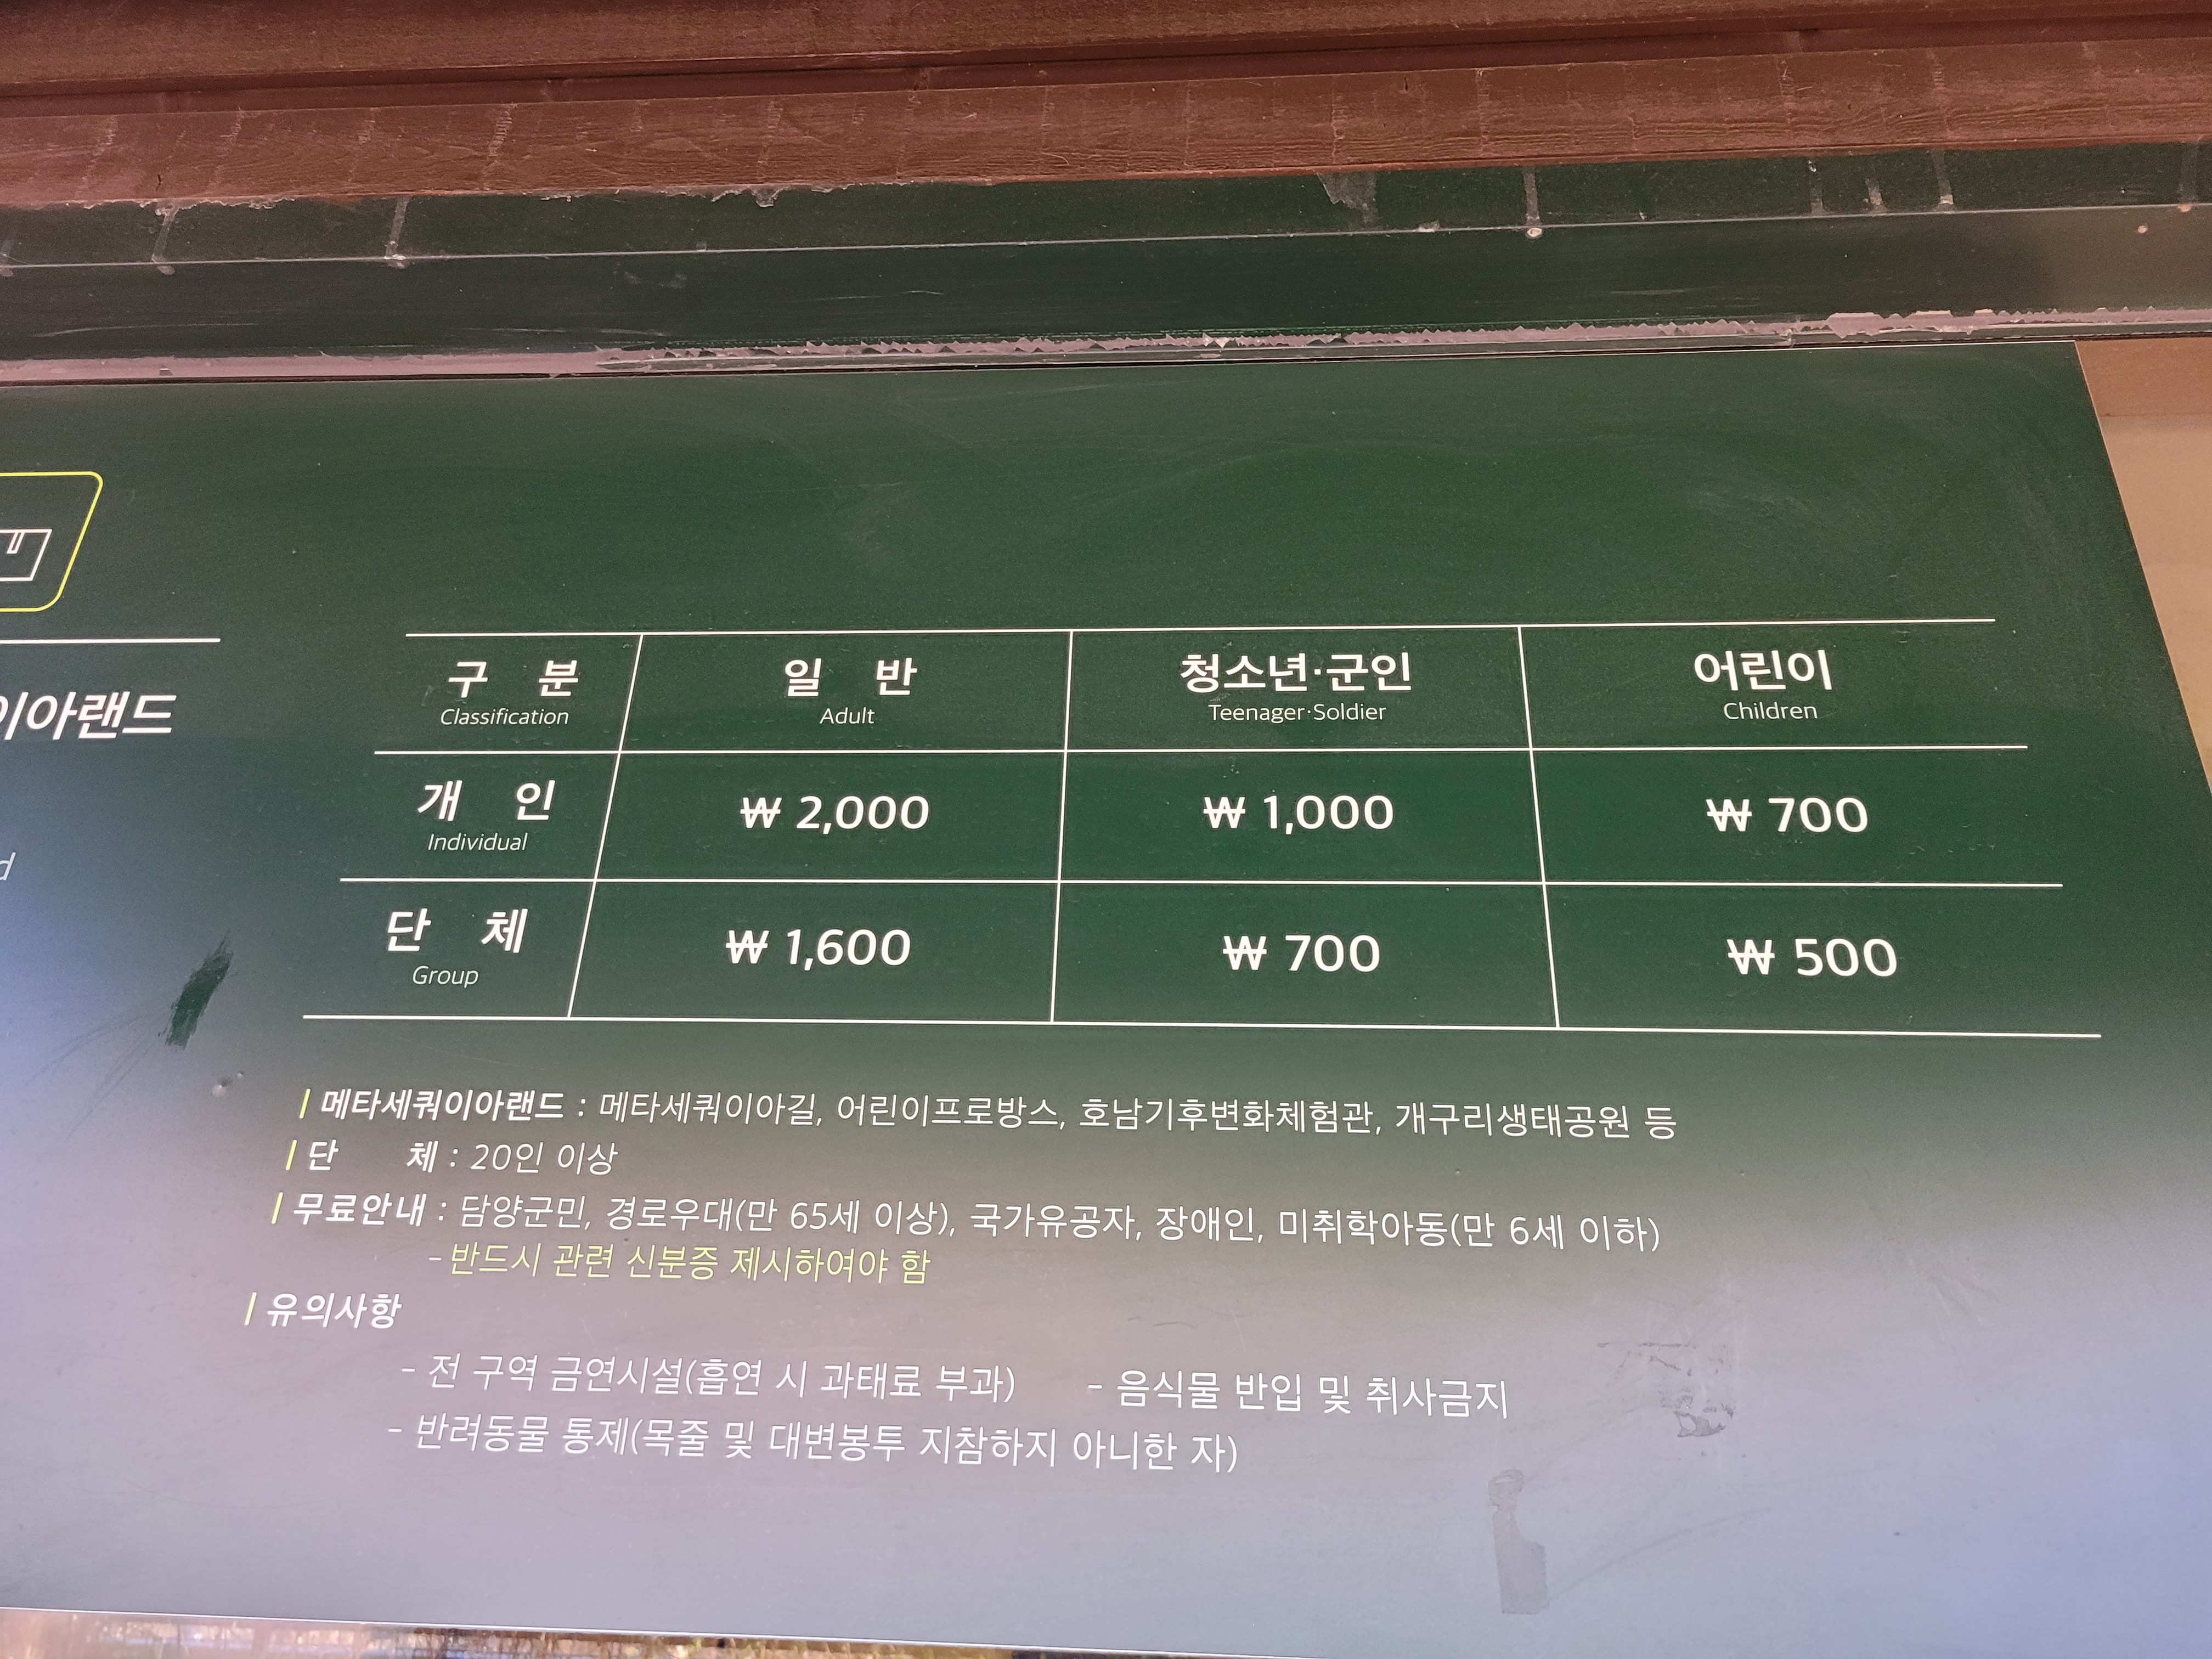 이아랜드
구 분 일 반 청소년·군인 어린이
Classification Adult Teenager·Soldier Children
개 인 ₩ 2,000 ₩ 1,000 ₩ 700
Individual
단 체 ₩ 1,600 ₩ 700 ₩ 500
Group
메타세쿼이아랜드 : 메타세쿼이아길, 어린이프로방스, 호남기후변화체험관, 개구리생태공원 등
단 체 : 20인 이상
무료안내 : 담양군민, 경로우대(만 65세 이상), 국가유공자, 장애인, 미취학아동(만 6세 이하)
- 반드시 관련 신분증 제시하여야 함
유의사항
- 전 구역 금연시설(흡연 시 과태료 부과) - 음식물 반입 및 취사금지
- 반려동물 통제(목줄 및 대변봉투 지참하지 아니한 자)